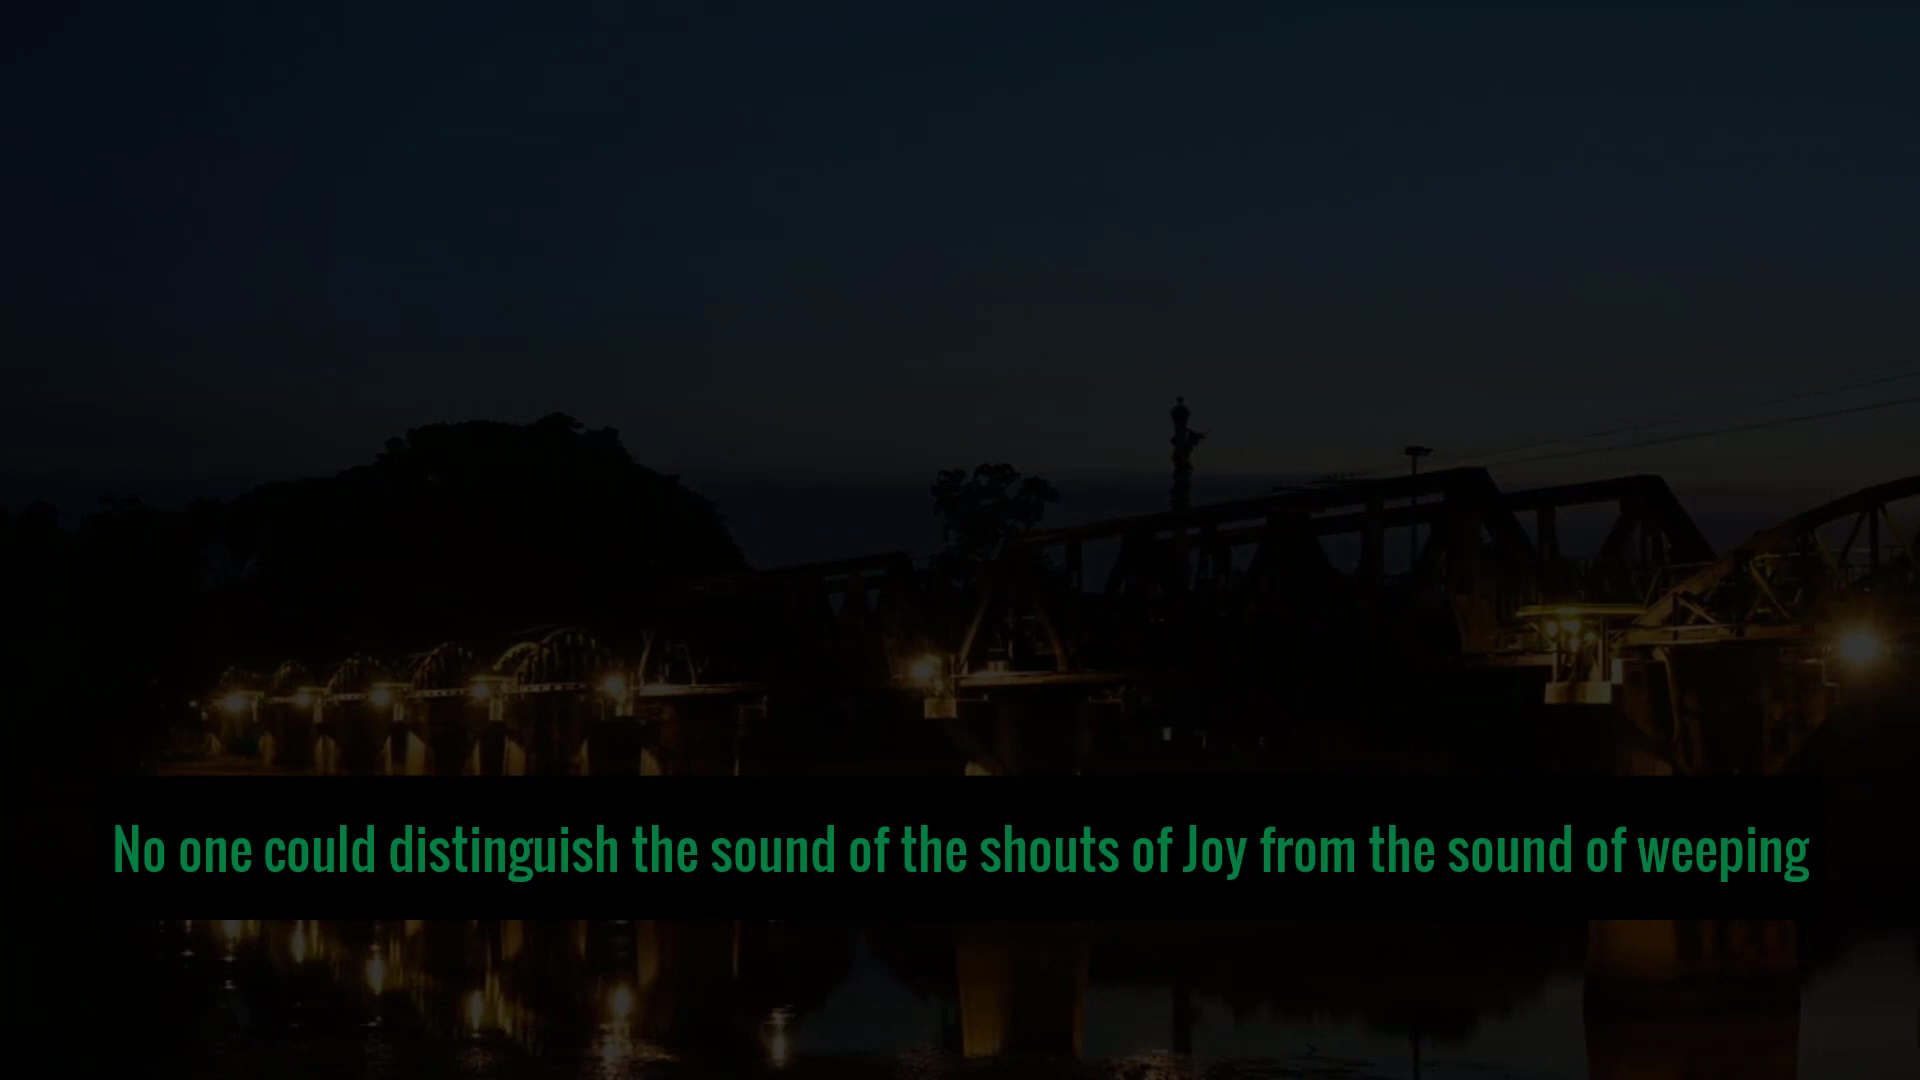 No one could distinguish the sound of the shouts of Joy from the sound of weeping